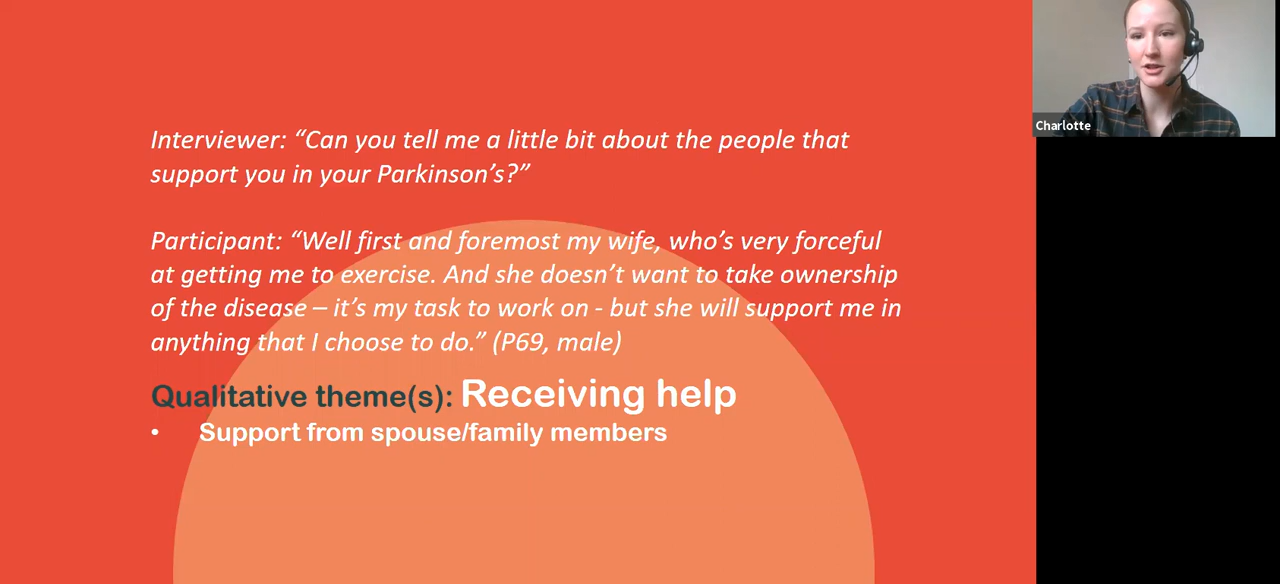 Interviewer: “Can you tell me a little bit about the people that
support you in your Parkinson’s?”
Participant: “Well first and foremost my wife, who’s very forceful
at getting me to exercise. And she doesn’t want to take ownership
of the disease – it’s my task to work on - but she will support me in
anything that I choose to do.” (P69, male)
Qualitative theme(s): Receiving help
• Support from spouse/family members
Charlotte